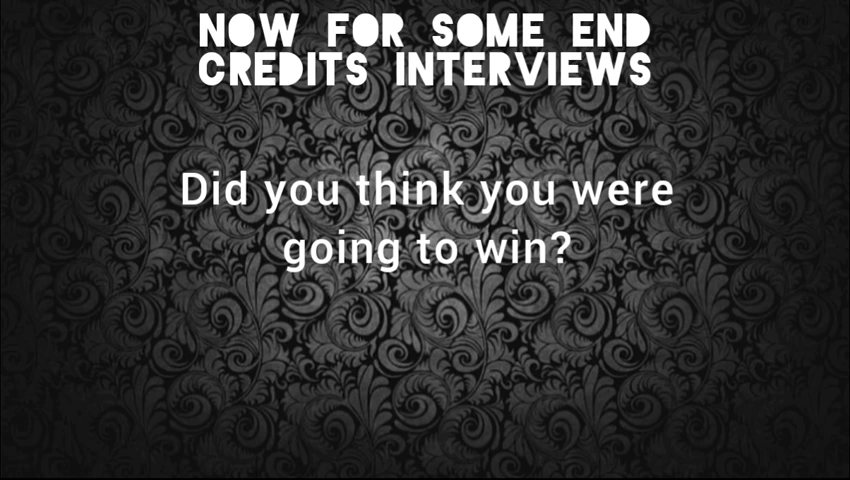 NOW FOR SOME END
CREDITS INTERVIEWS
Did you think you were
going to win?